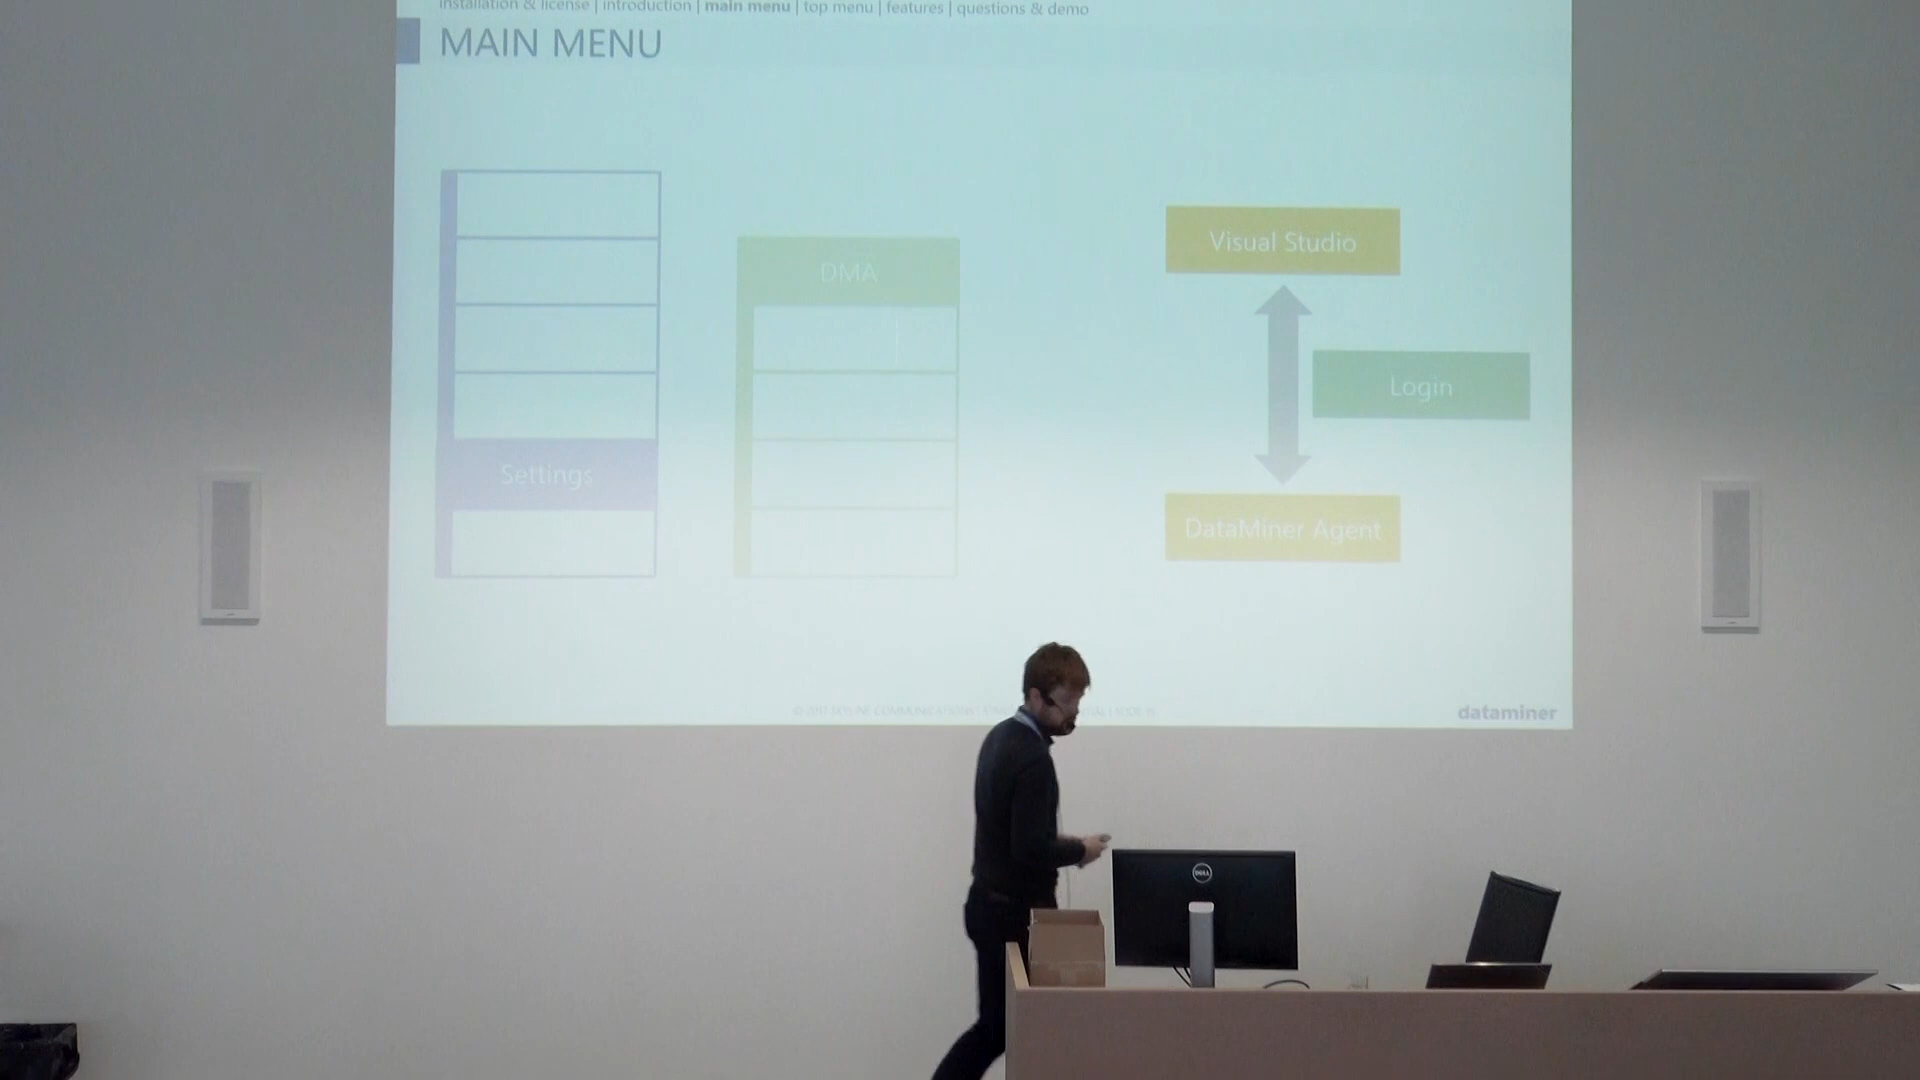 installation & license | introduction | main menu | top menu | features | questions & demo
MAIN MENU
Visual Studio
DMA
Login
Settings
DataMiner Agent
dataminer
DELL